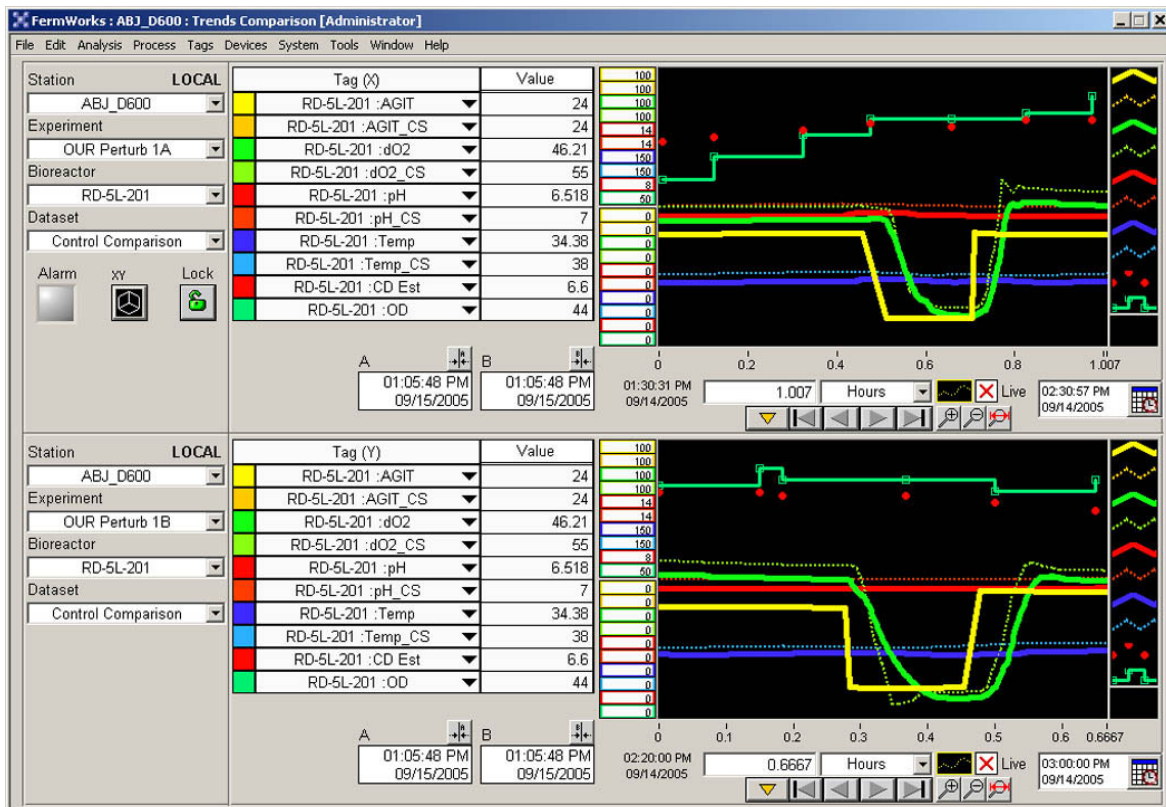 FermWorks : ABJ_D600 : Trends Comparison [Administrator]
File Edit Analysis Process Tags Devices System Tools Window Help
Station LOCAL
ABJ_D600
Experiment
OUR Perturb 1A
Bioreactor
RD-5L-201
Dataset
Control Comparison
Alarm XY Lock
Tag (X) Value
RD-5L-201 :AGIT 24
RD-5L-201 :AGIT_CS 24
RD-5L-201 :dO2 46.21
RD-5L-201 :dO2_CS 55
RD-5L-201 :pH 6.518
RD-5L-201 :pH_CS 7
RD-5L-201 :Temp 34.38
RD-5L-201 :Temp_CS 38
RD-5L-201 :CD Est 6.6
RD-5L-201 :OD 44
A B
01:05:48 PM 01:05:48 PM
09/15/2005 09/15/2005
100
100
100
100
14
14
150
150
8
50
0
0
0
0
0
0
0
0
0
0
0 0.2 0.4 0.6 0.8 1.007
01:30:31 PM
09/14/2005
1.007 Hours Live
02:30:57 PM
09/14/2005
Station LOCAL
ABJ_D600
Experiment
OUR Perturb 1B
Bioreactor
RD-5L-201
Dataset
Control Comparison
Tag (Y) Value
RD-5L-201 :AGIT 24
RD-5L-201 :AGIT_CS 24
RD-5L-201 :dO2 46.21
RD-5L-201 :dO2_CS 55
RD-5L-201 :pH 6.518
RD-5L-201 :pH_CS 7
RD-5L-201 :Temp 34.38
RD-5L-201 :Temp_CS 38
RD-5L-201 :CD Est 6.6
RD-5L-201 :OD 44
A B
01:05:48 PM 01:05:48 PM
09/15/2005 09/15/2005
100
100
100
100
14
14
150
150
8
50
0
0
0
0
0
0
0
0
0
0
0 0.1 0.2 0.3 0.4 0.5 0.6 0.6667
02:20:00 PM
09/14/2005
0.6667 Hours Live
03:00:00 PM
09/14/2005